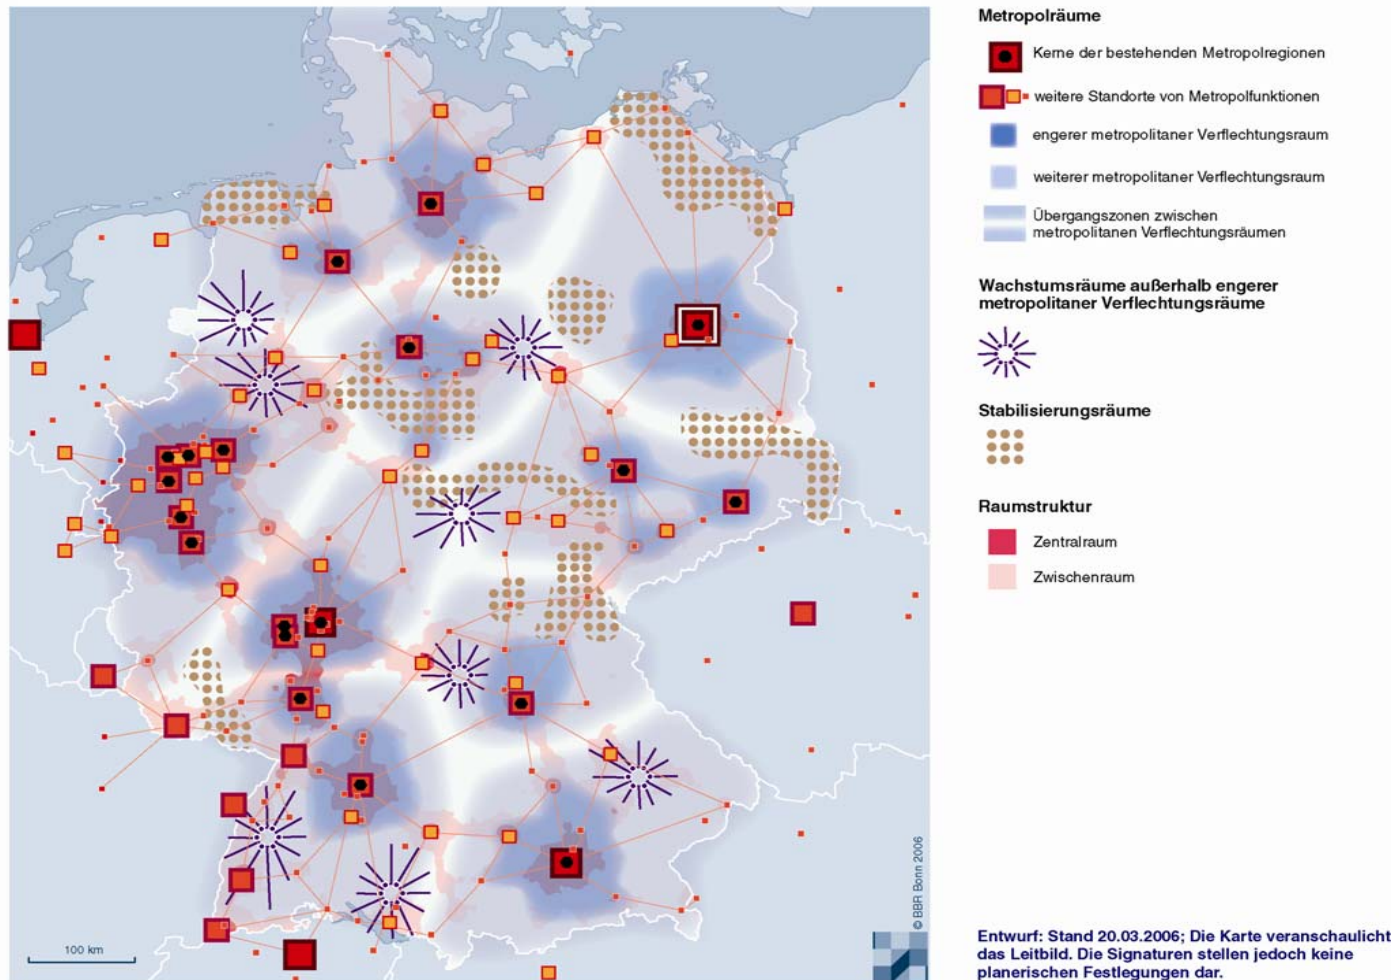 Metropolräume
Kerne der bestehenden Metropolregionen
weitere Standorte von Metropolfunktionen
engerer metropolitaner Verflechtungsraum
weiterer metropolitaner Verflechtungsraum
Übergangszonen zwischen
metropolitanen Verflechtungsräumen
Wachstumsräume außerhalb engerer
metropolitaner Verflechtungsräume
Stabilisierungsräume
Raumstruktur
Zentralraum
Zwischenraum
© BBR Bonn 2006
100 km
Entwurf: Stand 20.03.2006; Die Karte veranschaulicht
das Leitbild. Die Signaturen stellen jedoch keine
planerischen Festlegungen dar.